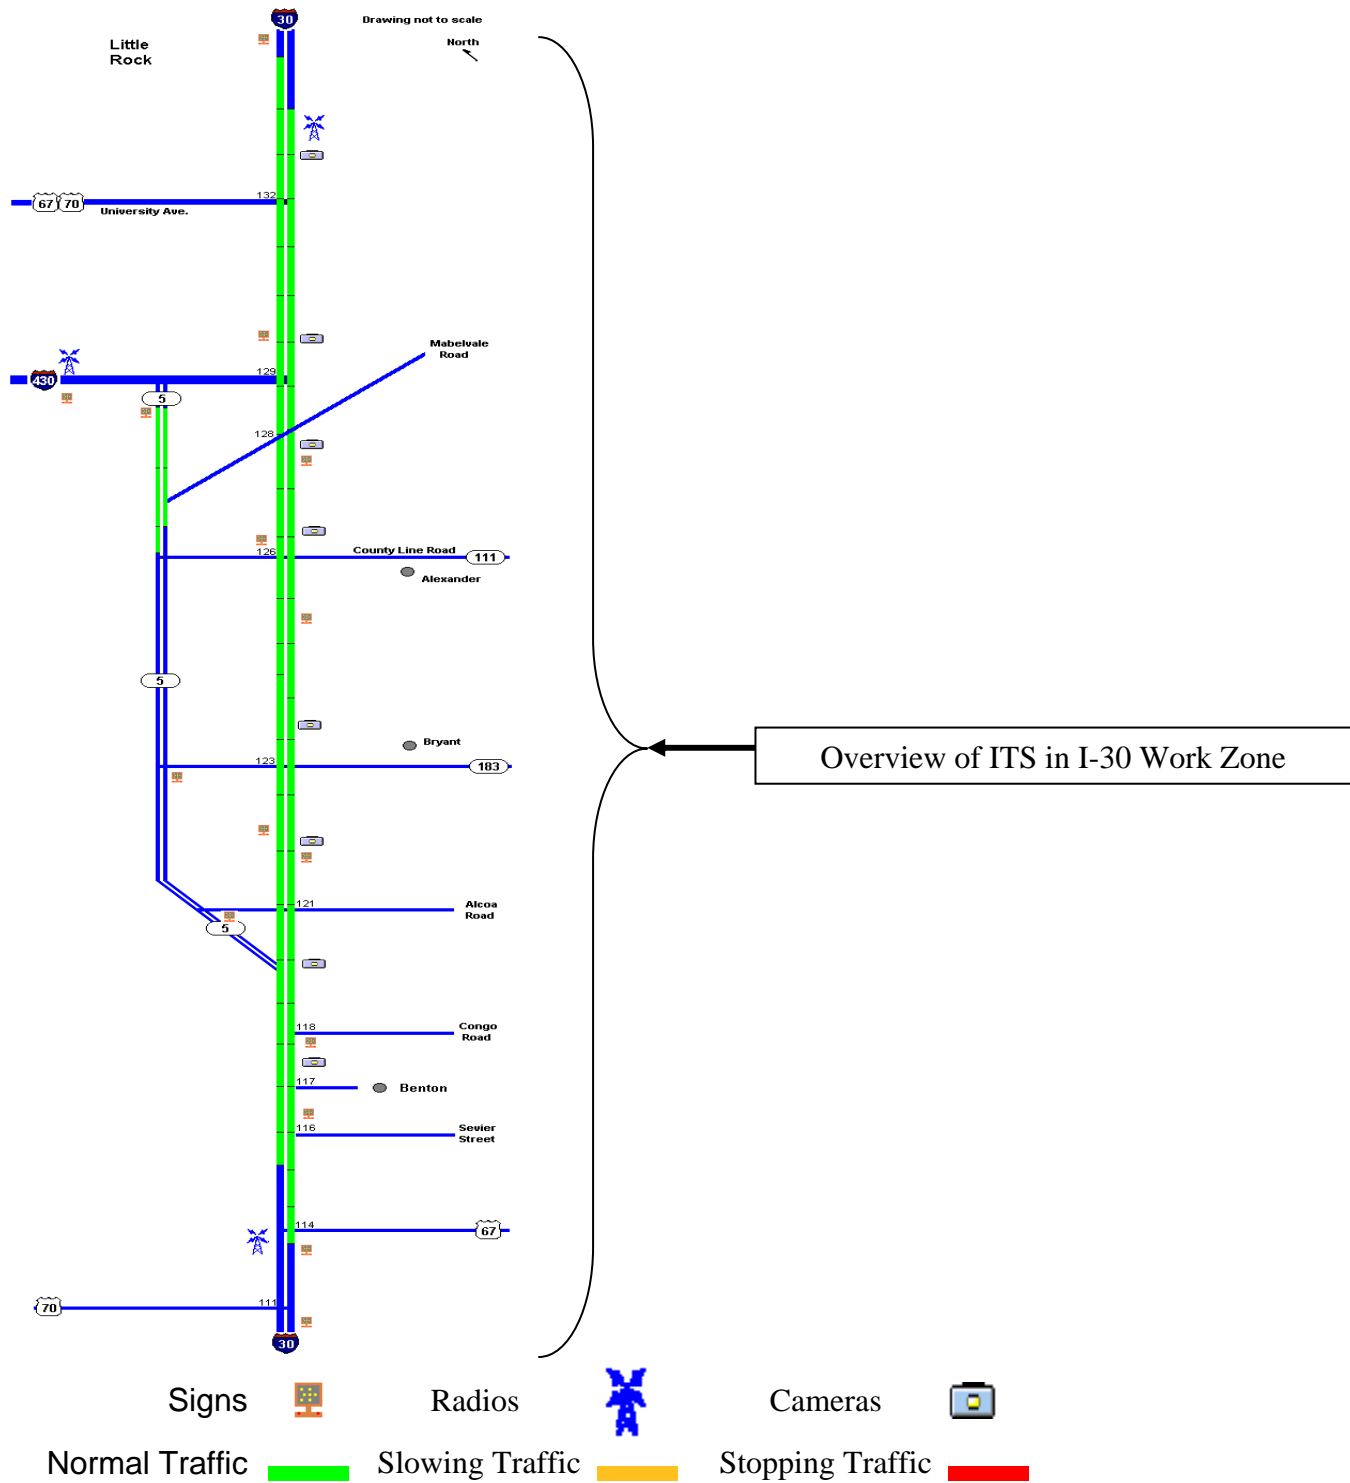 30
Drawing not to scale
North
Little
Rock
132
67 70
University Ave.
Mabelvale
Road
129
430
5
128
126
County Line Road
111
Alexander
5
Bryant
123
183
121
Alcoa
Road
5
118
Congo
Road
117
Benton
116
Sevier
Street
114
67
111
70
30
Overview of ITS in I-30 Work Zone
Signs Radios Cameras
Normal Traffic Slowing Traffic Stopping Traffic